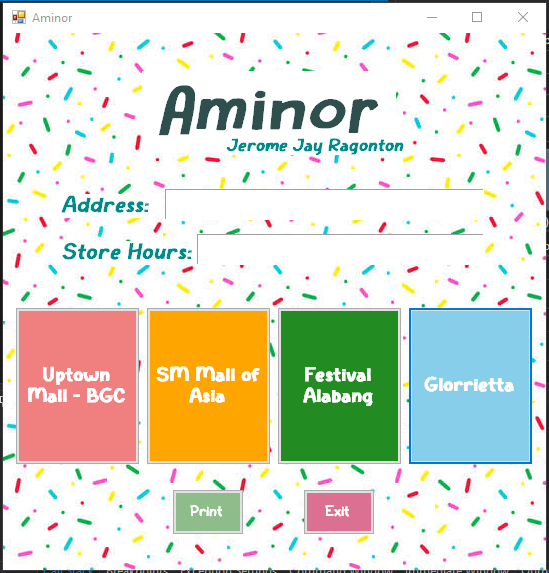 Aminor
Aminor
Jerome Jay Ragonton
Address:
Store Hours:
Uptown
Mall - BGC
SM Mall of
Asia
Festival
Alabang
Glorrietta
Print
Exit